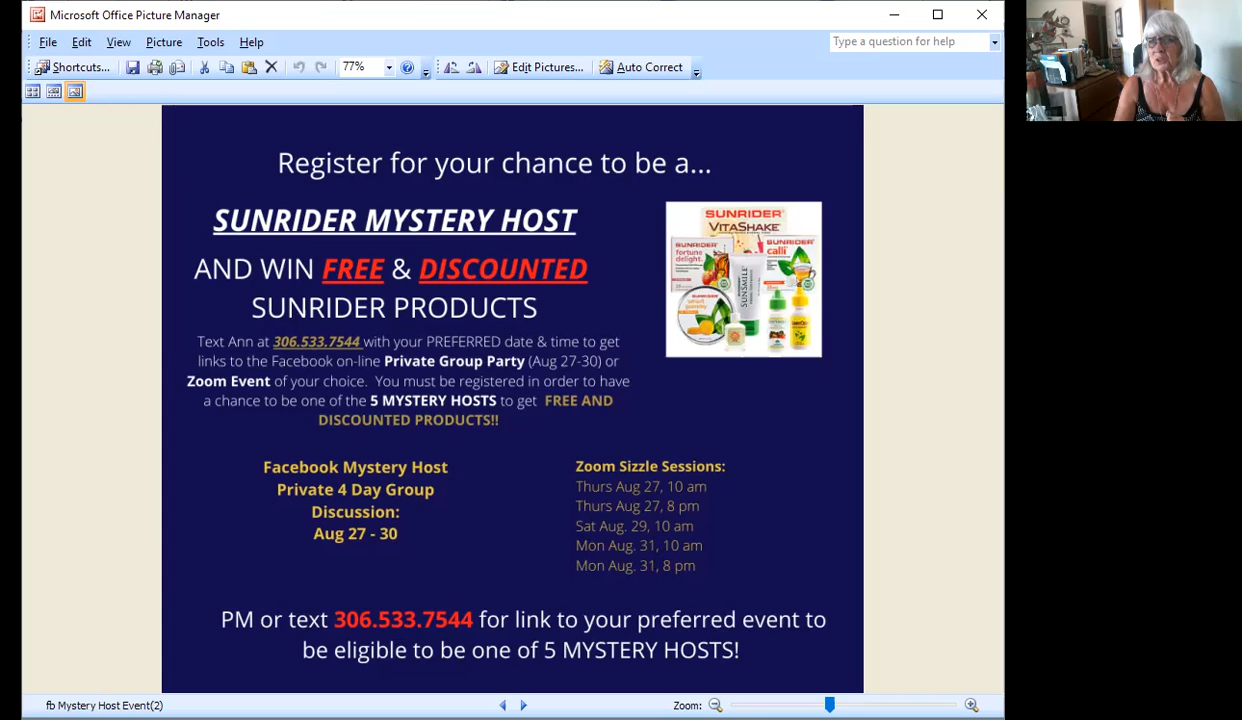 Microsoft Office Picture Manager
File Edit View Picture Tools Help
Type a question for help
Shortcuts...
77%
Edit Pictures...
Auto Correct
Register for your chance to be a...
SUNRIDER MYSTERY HOST
AND WIN FREE & DISCOUNTED
SUNRIDER PRODUCTS
SUNRIDER
VITASHAKE
SUNRIDER
fortune
delight.
SUNRIDER
calli
SUNSMILE
Text Ann at 306.533.7544 with your PREFERRED date & time to get
links to the Facebook on-line Private Group Party (Aug 27-30) or
Zoom Event of your choice. You must be registered in order to have
a chance to be one of the 5 MYSTERY HOSTS to get FREE AND
DISCOUNTED PRODUCTS!!
Facebook Mystery Host
Private 4 Day Group
Discussion:
Aug 27 - 30
Zoom Sizzle Sessions:
Thurs Aug 27, 10 am
Thurs Aug 27, 8 pm
Sat Aug. 29, 10 am
Mon Aug. 31, 10 am
Mon Aug. 31, 8 pm
PM or text 306.533.7544 for link to your preferred event to
be eligible to be one of 5 MYSTERY HOSTS!
fb Mystery Host Event(2)
Zoom: